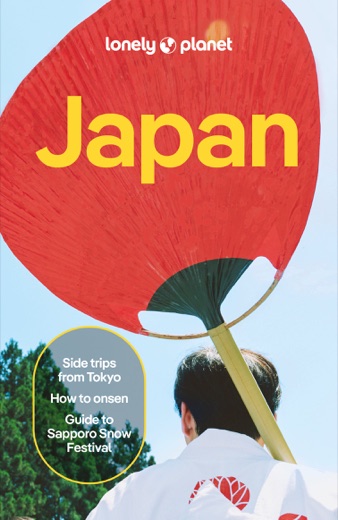 lonely planet
Japan
Side trips
from Tokyo
How to onsen
Guide to
Sapporo Snow
Festival